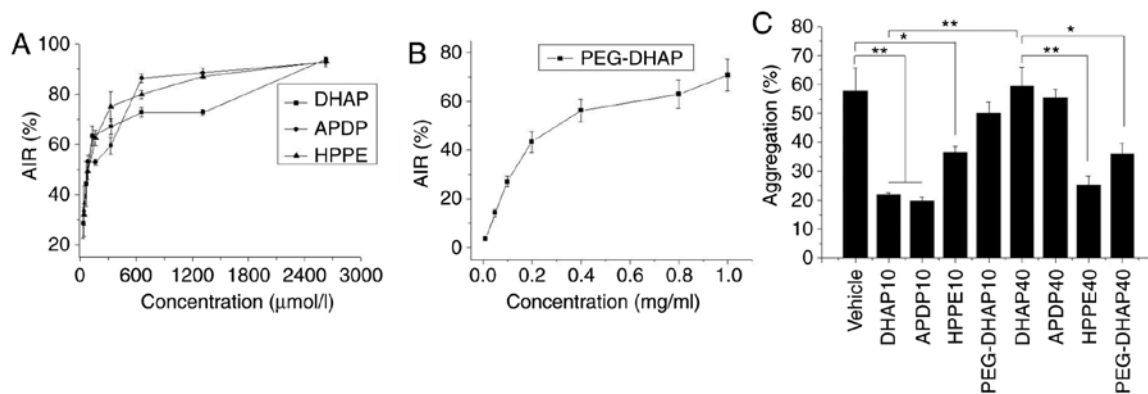 A
AIR (%)
100
80
60
40
20
DHAP
APDP
HPPE
0 600 1200 1800 2400 3000
Concentration (μmol/l)
B
AIR (%)
80
60
40
20
0
PEG-DHAP
0.0 0.2 0.4 0.6 0.8 1.0
Concentration (mg/ml)
C
Aggregation (%)
80
70
60
50
40
30
20
10
0
**
*
**
*
**
Vehicle
DHAP10
APDP10
HPPE10
PEG-DHAP10
DHAP40
APDP40
HPPE40
PEG-DHAP40